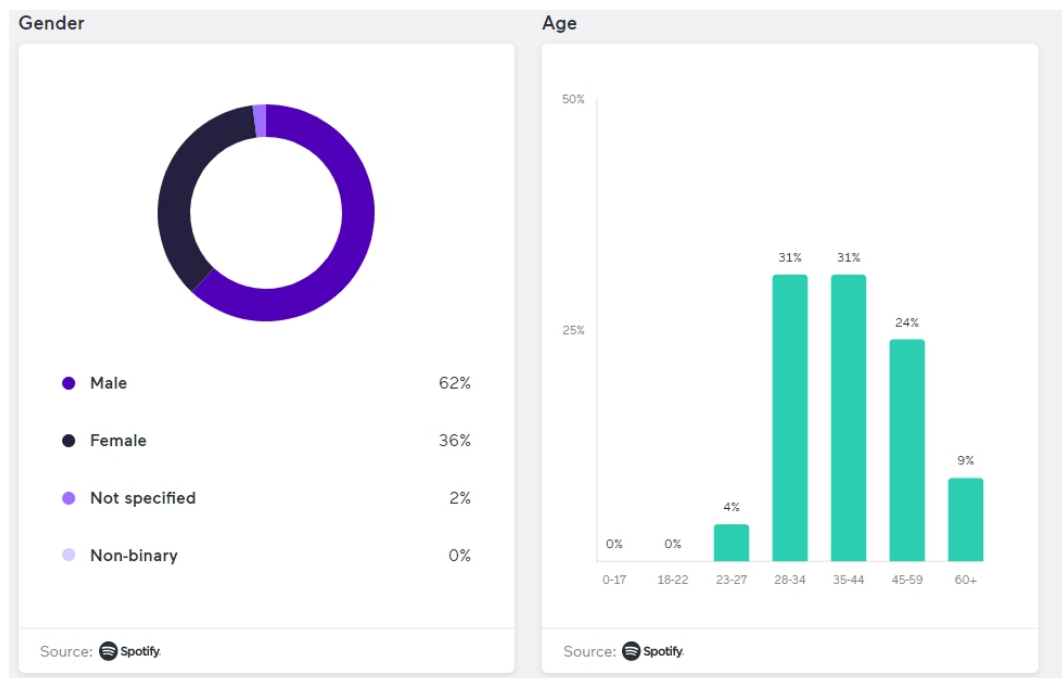 Gender
Male 62%
Female 36%
Not specified 2%
Non-binary 0%
Source: Spotify
Age
50%
25%
0% 0% 4% 31% 31% 24% 9%
0-17 18-22 23-27 28-34 35-44 45-59 60+
Source: Spotify